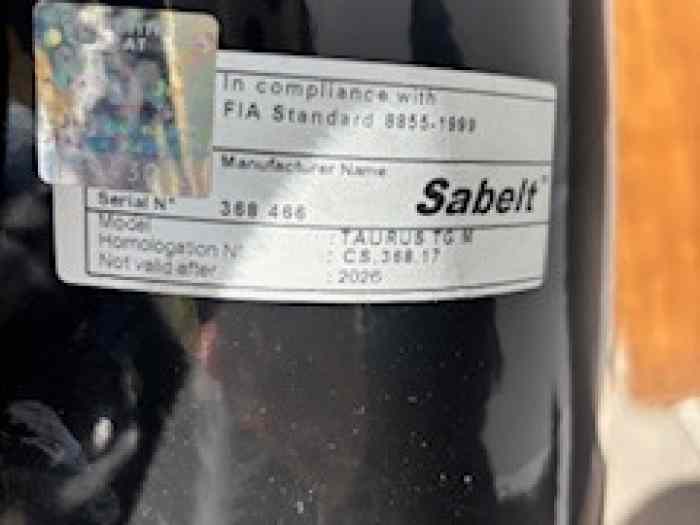 In compliance with
FIA Standard 8855-1999
Manufacturer Name
Sabelt
Serial N° 368 466
Model : TAURUS TG M
Homologation N° : CS.368.17
Not valid after :